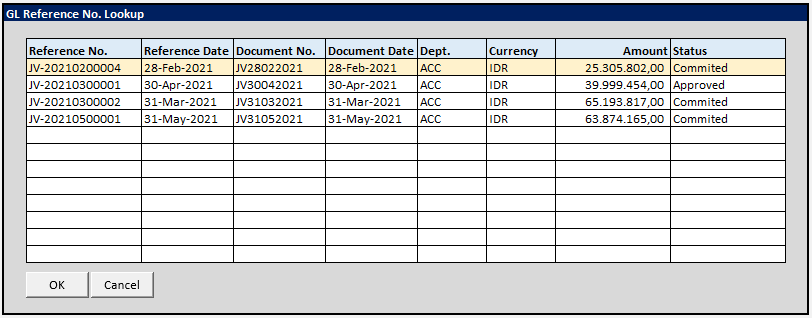 GL Reference No. Lookup
Reference No. Reference Date Document No. Document Date Dept. Currency Amount Status
JV-20210200004 28-Feb-2021 JV28022021 28-Feb-2021 ACC IDR 25.305.802,00 Commited
JV-20210300001 30-Apr-2021 JV30042021 30-Apr-2021 ACC IDR 39.999.454,00 Approved
JV-20210300002 31-Mar-2021 JV31032021 31-Mar-2021 ACC IDR 65.193.817,00 Commited
JV-20210500001 31-May-2021 JV31052021 31-May-2021 ACC IDR 63.874.165,00 Commited
OK Cancel